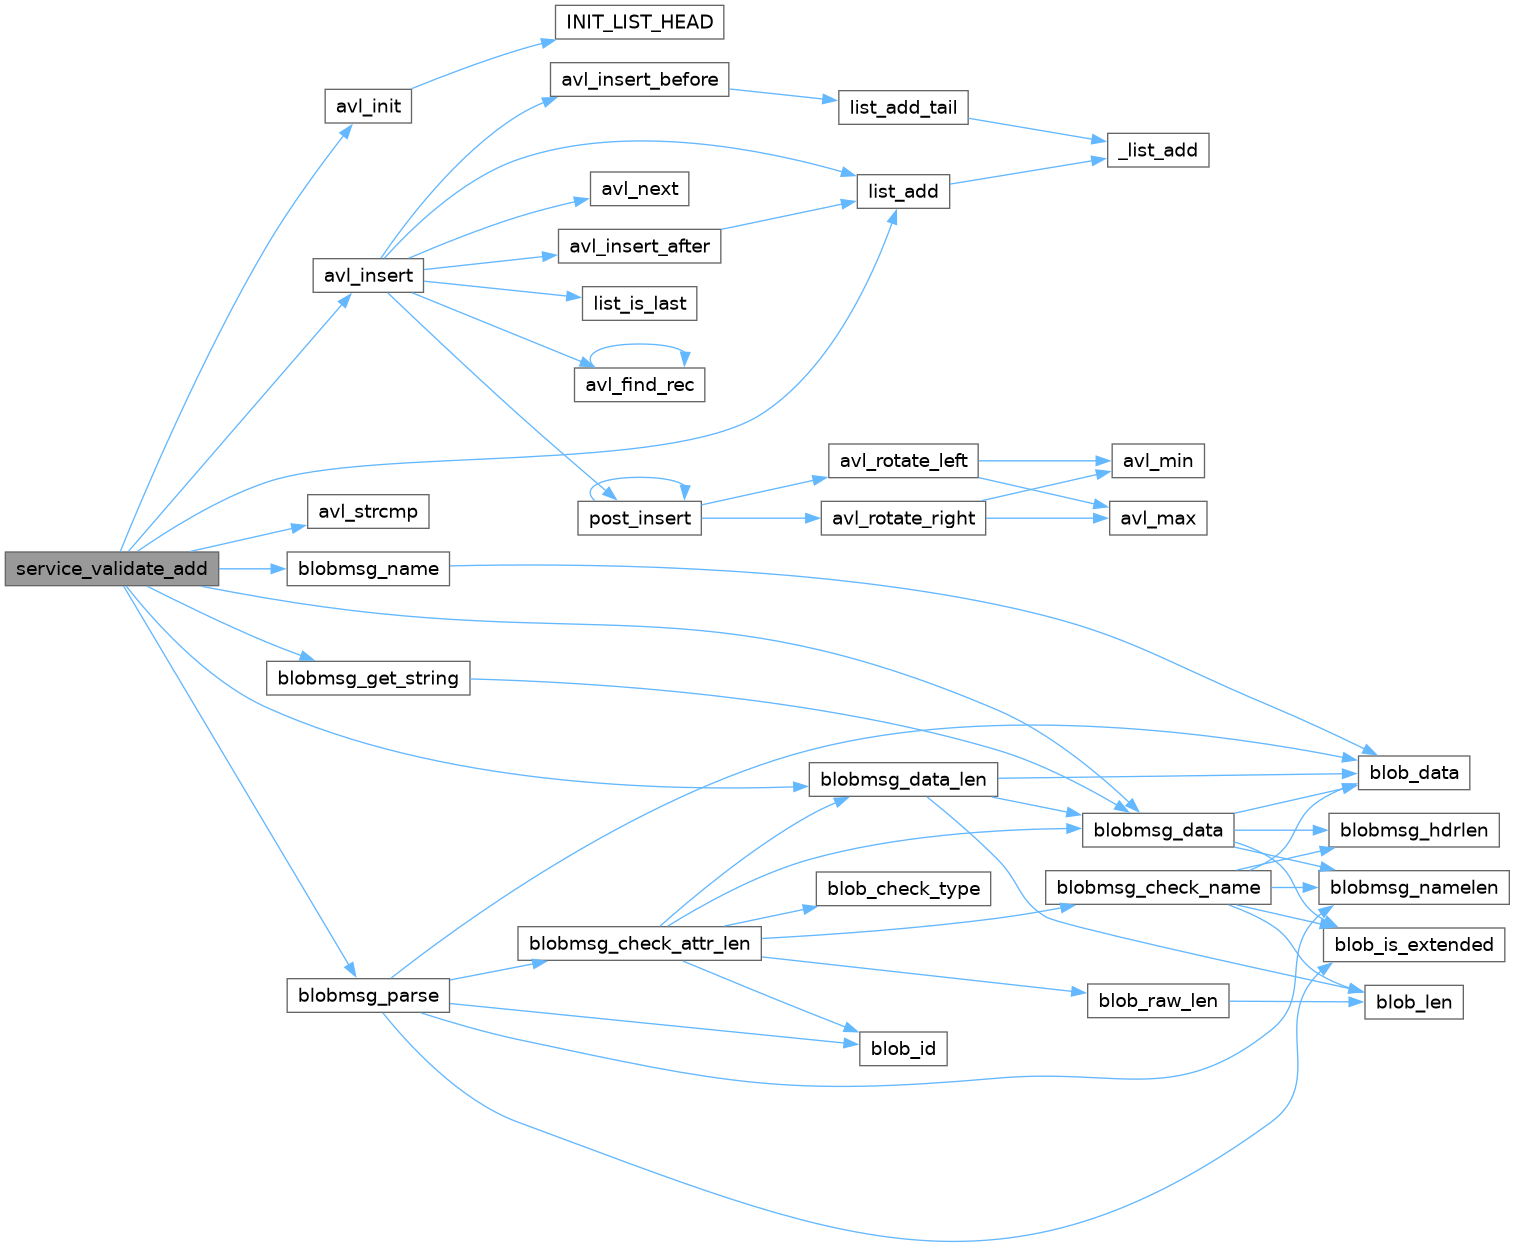 INIT_LIST_HEAD
avl_init
avl_insert_before
list_add_tail
_list_add
avl_next
list_add
avl_insert_after
avl_insert
list_is_last
avl_find_rec
avl_rotate_left
avl_min
avl_strcmp
post_insert
avl_rotate_right
avl_max
service_validate_add
blobmsg_name
blobmsg_get_string
blobmsg_data_len
blob_data
blobmsg_data
blobmsg_hdrlen
blob_check_type
blobmsg_check_name
blobmsg_namelen
blobmsg_check_attr_len
blob_is_extended
blobmsg_parse
blob_raw_len
blob_len
blob_id